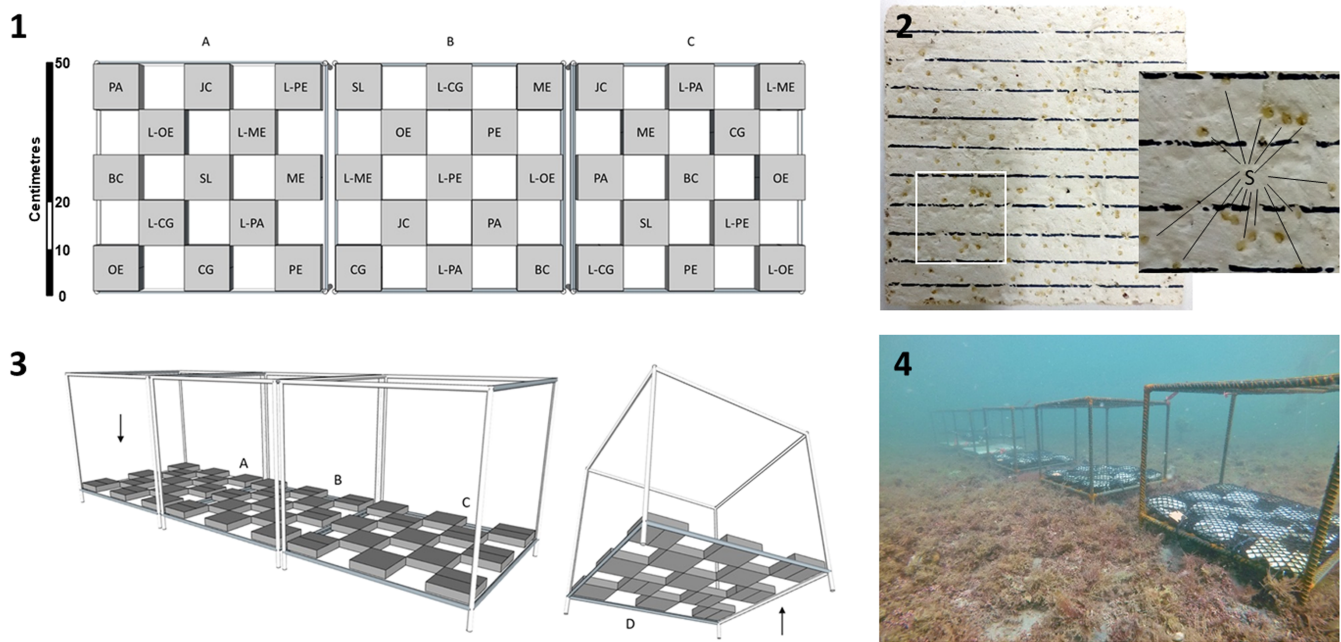 1
A B C
50
PA JC L-PE SL L-CG ME JC L-PA L-ME
L-OE L-ME OE PE ME CG
Centimetres
BC SL ME L-ME L-PE L-OE PA BC OE
20
L-CG L-PA JC PA SL L-PE
10
OE CG PE CG L-PA BC L-CG PE L-OE
0
2
S
3
A
B
C
D
4